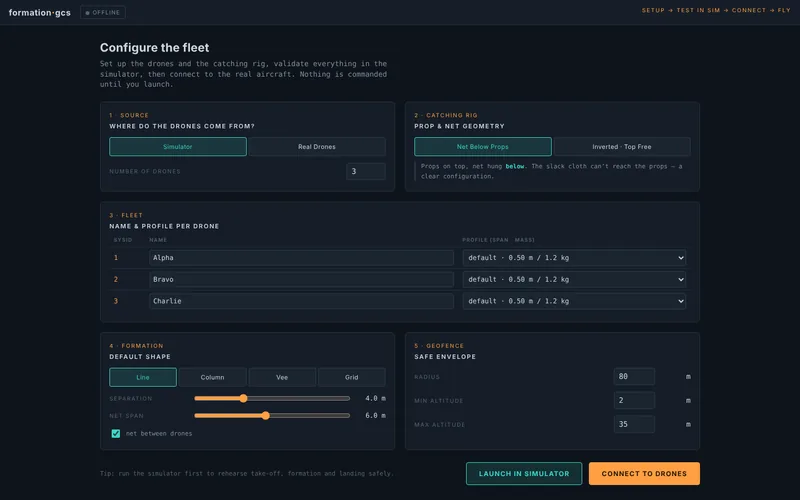 formation·gcs
OFFLINE
SETUP → TEST IN SIM → CONNECT → FLY
Configure the fleet
Set up the drones and the catching rig, validate everything in the
simulator, then connect to the real aircraft. Nothing is commanded
until you launch.
1 · SOURCE
WHERE DO THE DRONES COME FROM?
Simulator
Real Drones
NUMBER OF DRONES
3
2 · CATCHING RIG
PROP & NET GEOMETRY
Net Below Props
Inverted · Top Free
Props on top, net hung below. The slack cloth can't reach the props — a
clear configuration.
3 · FLEET
NAME & PROFILE PER DRONE
SYSID NAME PROFILE (SPAN · MASS)
1 Alpha default · 0.50 m / 1.2 kg
2 Bravo default · 0.50 m / 1.2 kg
3 Charlie default · 0.50 m / 1.2 kg
4 · FORMATION
DEFAULT SHAPE
Line
Column
Vee
Grid
SEPARATION 4.0 m
NET SPAN 6.0 m
net between drones
5 · GEOFENCE
SAFE ENVELOPE
RADIUS 80 m
MIN ALTITUDE 2 m
MAX ALTITUDE 35 m
Tip: run the simulator first to rehearse take-off, formation and landing safely.
LAUNCH IN SIMULATOR
CONNECT TO DRONES